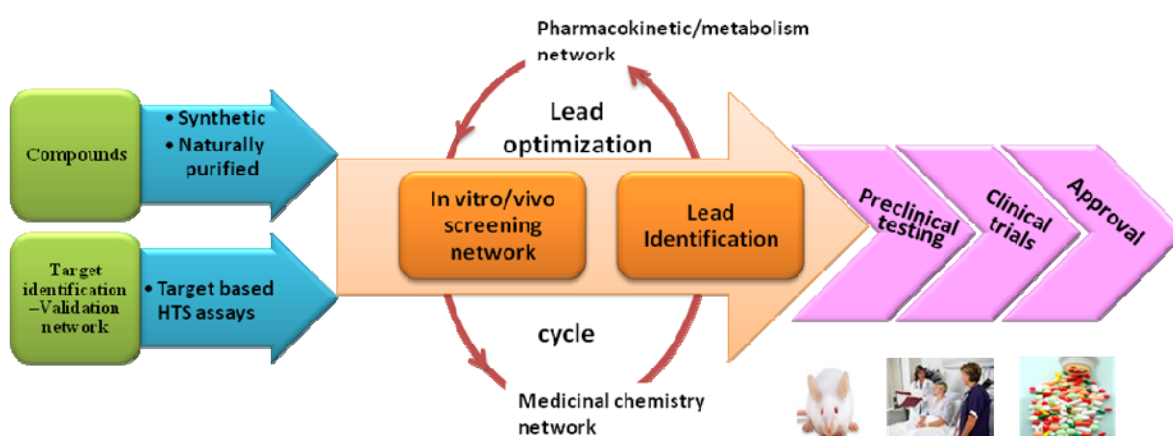 Pharmacokinetic/metabolism
network
Compounds
• Synthetic
• Naturally
purified
Lead
optimization
In vitro/vivo
screening
network
Lead
Identification
Preclinical
testing
Clinical
trials
Approval
Target
identification
–Validation
network
• Target based
HTS assays
cycle
Medicinal chemistry
network